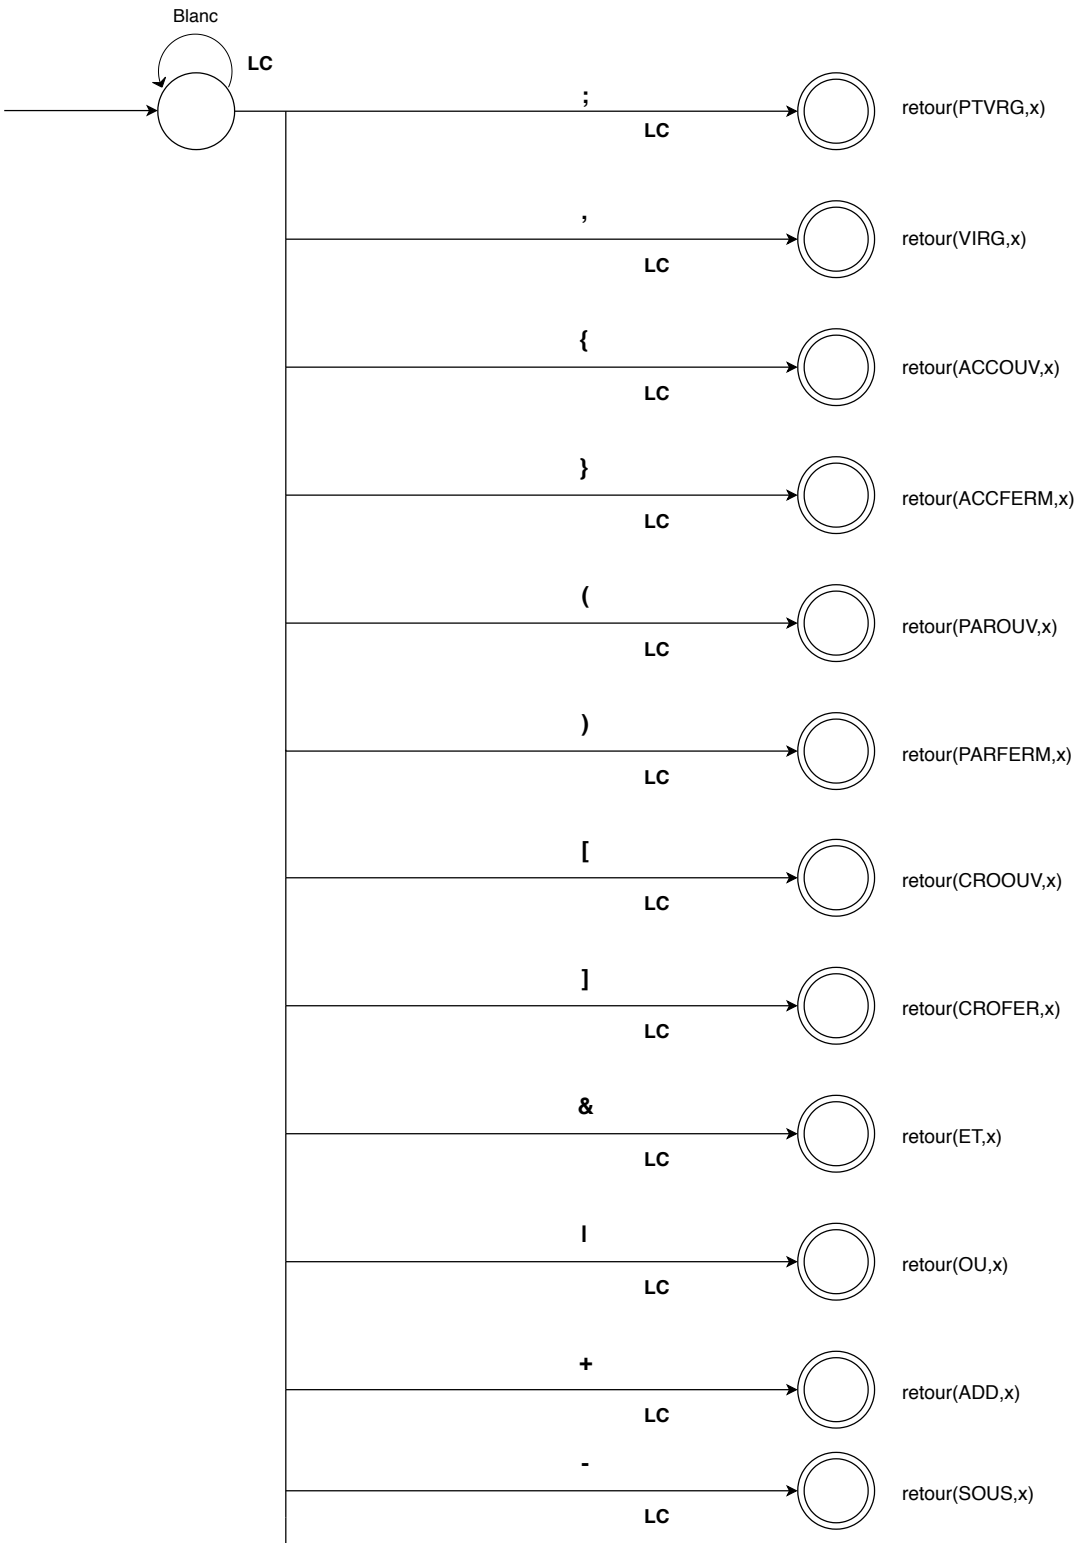 Blanc
LC
;
LC
retour(PTVRG,x)
,
LC
retour(VIRG,x)
{
LC
retour(ACCOUV,x)
}
LC
retour(ACCFERM,x)
(
LC
retour(PAROUV,x)
)
LC
retour(PARFERM,x)
[
LC
retour(CROOUV,x)
]
LC
retour(CROFER,x)
&
LC
retour(ET,x)
|
LC
retour(OU,x)
+
LC
retour(ADD,x)
-
LC
retour(SOUS,x)